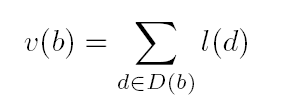 v(b) = ∑_{d∈D(b)} l(d)